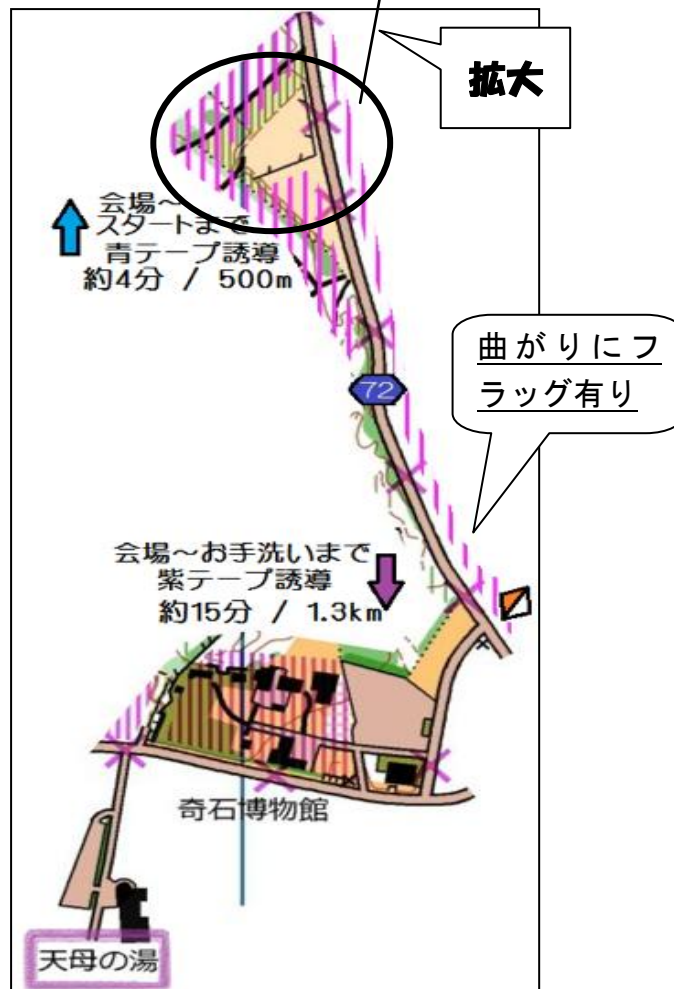 拡大
会場～
スタートまで
青テープ誘導
約4分 / 500m
曲がりにフ
ラッグ有り
72
会場～お手洗いまで
紫テープ誘導
約15分 / 1.3km
奇石博物館
天母の湯